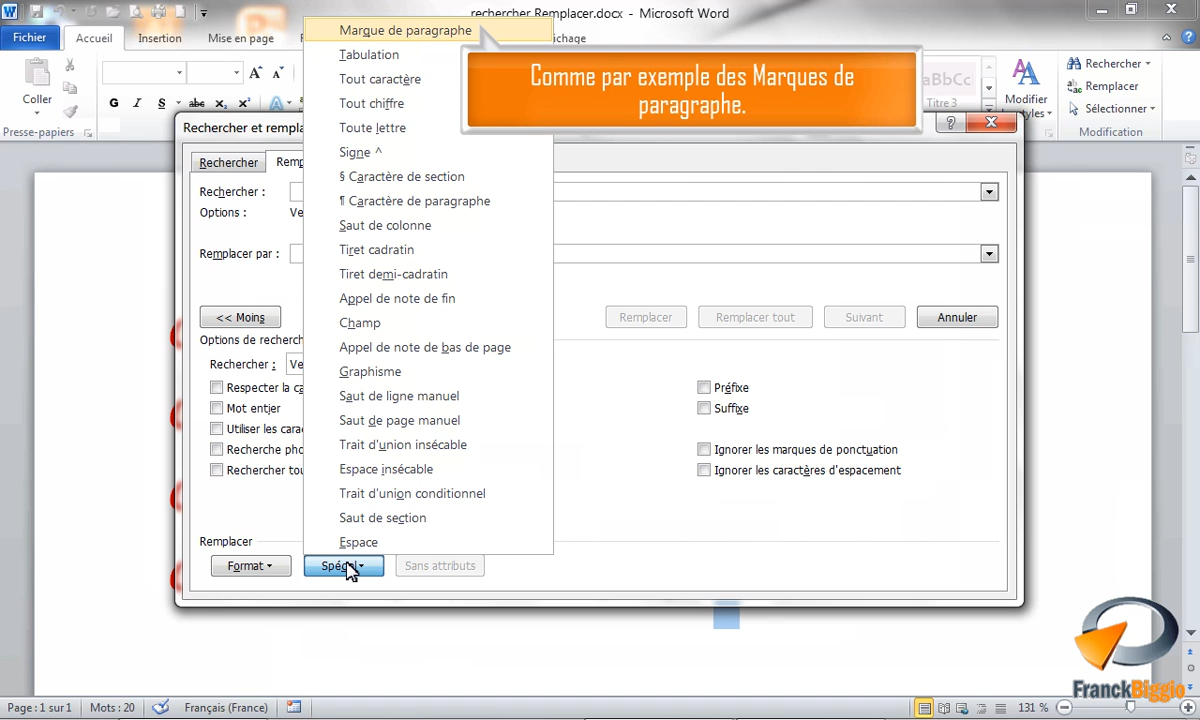 rechercher Remplacer.docx - Microsoft Word
Fichier
Accueil
Insertion
Mise en page
chage
Coller
G I S abc X₂ X²
Presse-papiers
bCc
Titre 3
Modifier
tyles
Rechercher
Remplacer
Sélectionner
Modification
Marque de paragraphe
Tabulation
Tout caractère
Tout chiffre
Toute lettre
Signe ^
§ Caractère de section
¶ Caractère de paragraphe
Saut de colonne
Tiret cadratin
Tiret demi-cadratin
Appel de note de fin
Champ
Appel de note de bas de page
Graphisme
Saut de ligne manuel
Saut de page manuel
Trait d'union insécable
Espace insécable
Trait d'union conditionnel
Saut de section
Espace
Comme par exemple des Marques de
paragraphe.
Rechercher et rempla
Rechercher
Remp
Rechercher :
Options : Ve
Remplacer par :
<< Moins
Remplacer
Remplacer tout
Suivant
Annuler
Options de recherc
Rechercher : Ve
Respecter la ca
Mot entier
Utiliser les cara
Recherche pho
Rechercher tou
Préfixe
Suffixe
Ignorer les marques de ponctuation
Ignorer les caractères d'espacement
Remplacer
Format
Spécial
Sans attributs
FranckBiggio
Page : 1 sur 1
Mots : 20
Français (France)
131 %